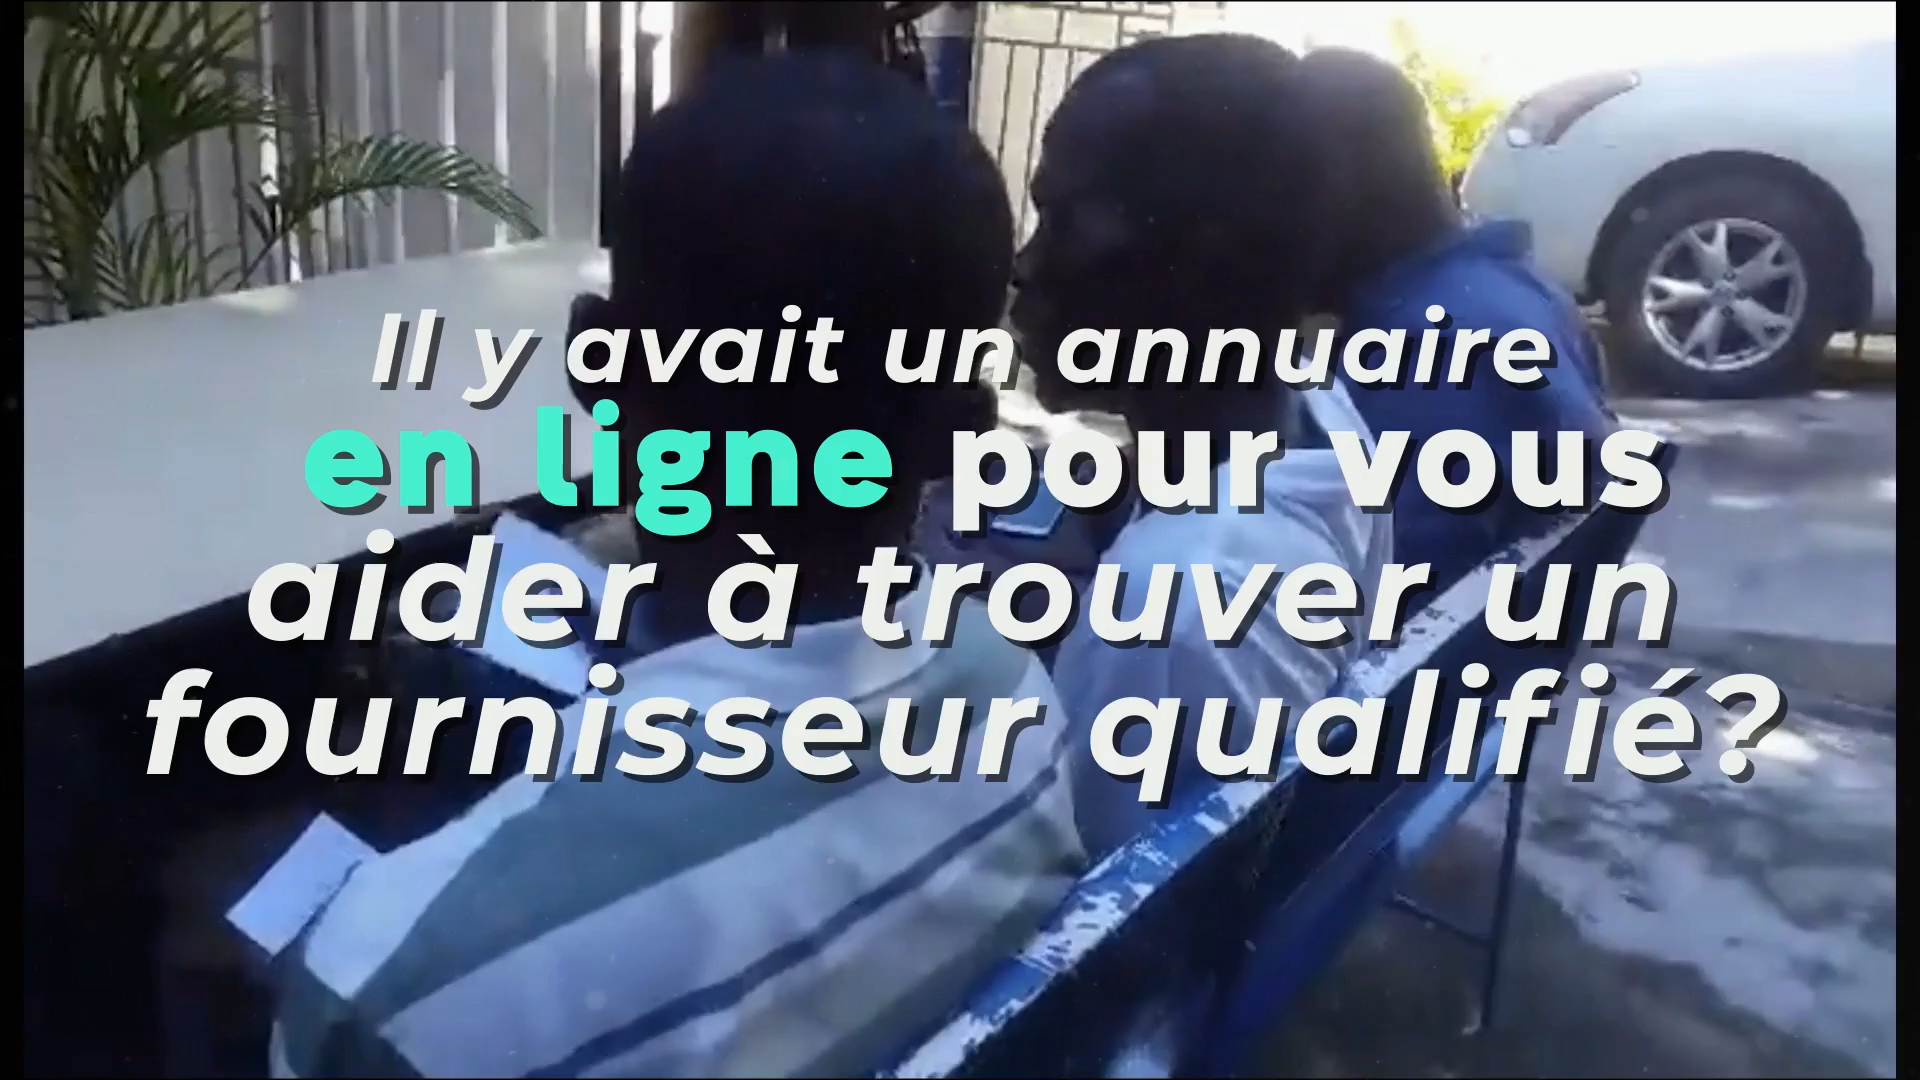 Il y avait un annuaire
en ligne pour vous
aider à trouver un
fournisseur qualifié?